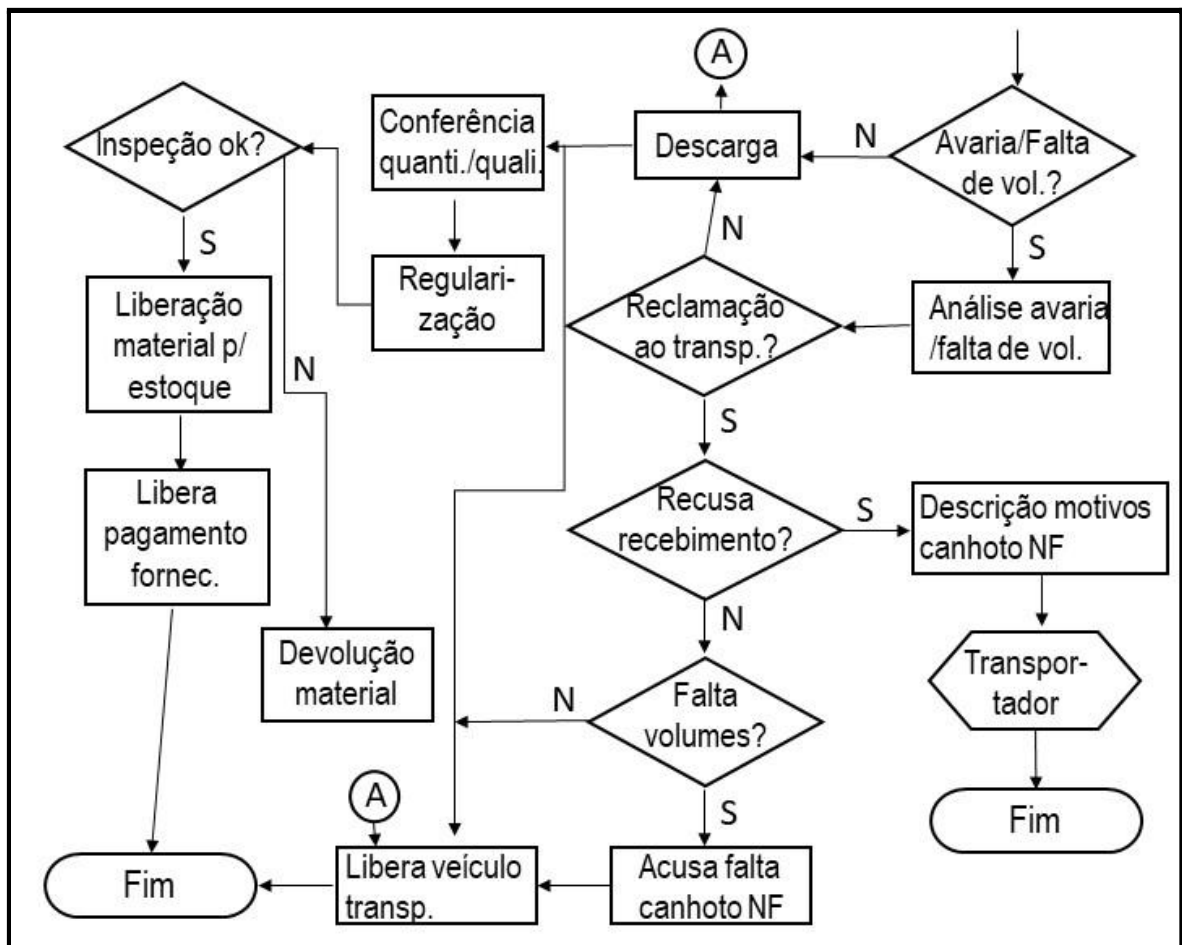 A
Inspeção ok?
Conferência
quanti./quali.
Descarga
N
Avaria/Falta
de vol.?
S
N
S
Liberação
material p/
estoque
N
Regulari-
zação
Reclamação
ao transp.?
Análise avaria
/falta de vol.
S
Libera
pagamento
fornec.
Recusa
recebimento?
S
Descrição motivos
canhoto NF
N
Devolução
material
N
Falta
volumes?
Transpor-
tador
A
S
Fim
Fim
Libera veículo
transp.
Acusa falta
canhoto NF